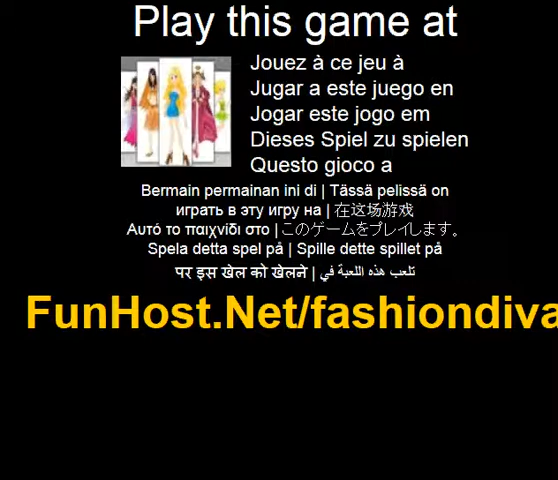 Play this game at
Jouez à ce jeu à
Jugar a este juego en
Jogar este jogo em
Dieses Spiel zu spielen
Questo gioco a
Bermain permainan ini di | Tässä pelissä on
играть в эту игру на | 在这场游戏
Αυτό το παιχνίδι στο | このゲームをプレイします。
Spela detta spel på | Spille dette spillet på
पर इस खेल को खेलने | تلعب هذه اللعبة في
FunHost.Net/fashiondiva